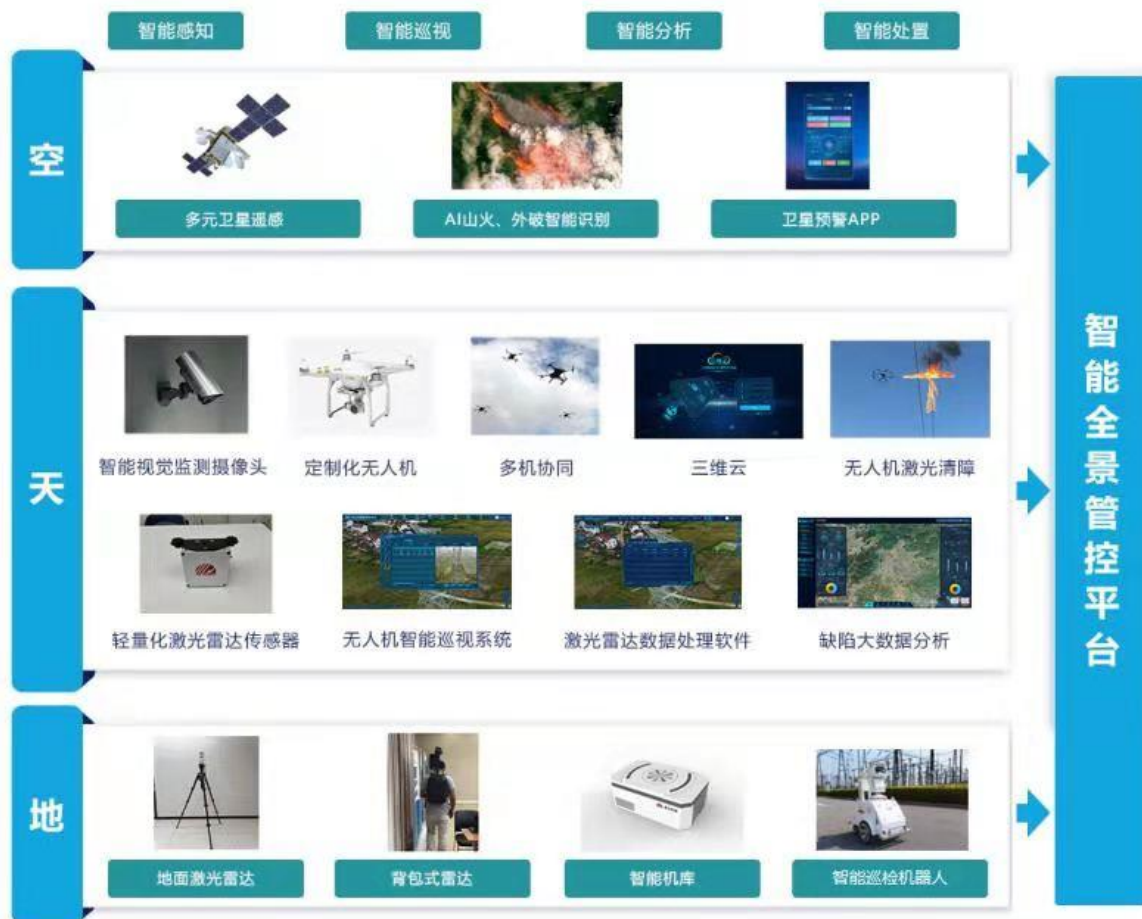 智能感知
智能巡视
智能分析
智能处置
空
多元卫星遥感
AI山火、外破智能识别
卫星预警APP
天
智能视觉监测摄像头
定制化无人机
多机协同
三维云
无人机激光清障
轻量化激光雷达传感器
无人机智能巡视系统
激光雷达数据处理软件
缺陷大数据分析
地
地面激光雷达
背包式雷达
智能机库
智能巡检机器人
智能全景管控平台